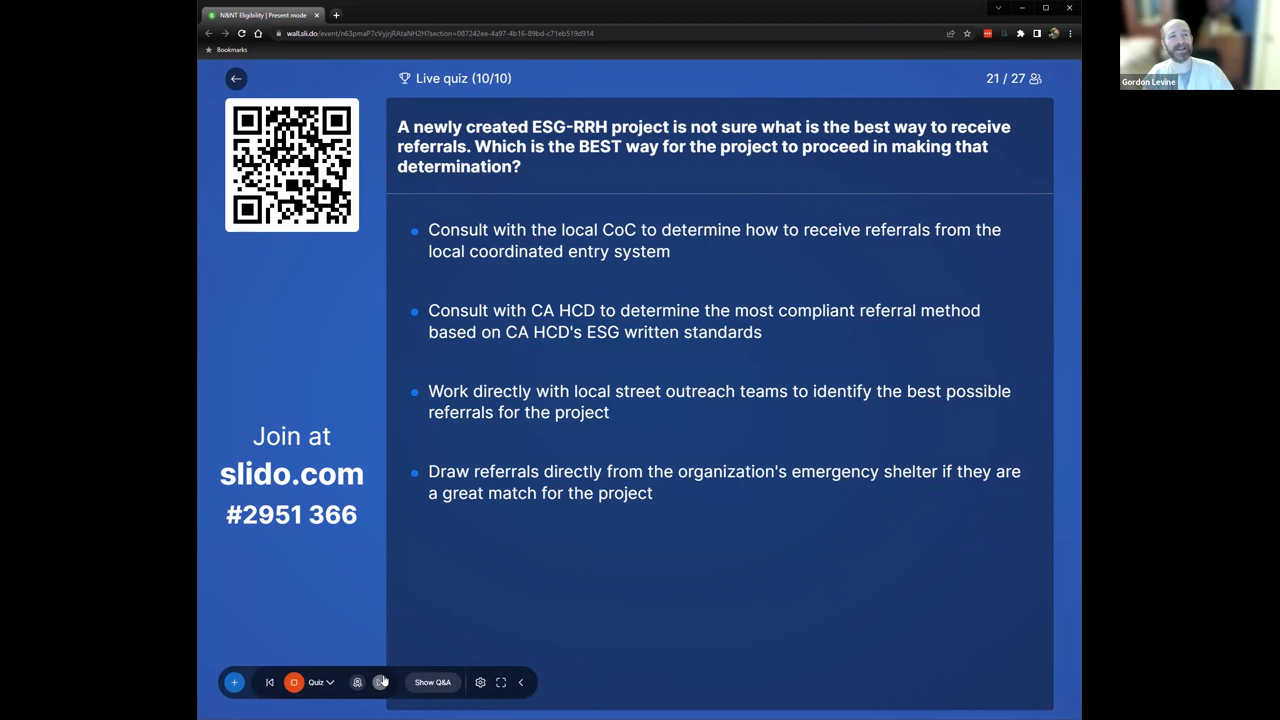 N&NT Eligibility | Present mode
wall.sli.do/event/n63pmaP7cVyjrjRAtaNH2H?section=087242ee-4a97-4b16-89bd-c71eb519d914
Bookmarks
Live quiz (10/10)
21 / 27
A newly created ESG-RRH project is not sure what is the best way to receive
referrals. Which is the BEST way for the project to proceed in making that
determination?
Consult with the local CoC to determine how to receive referrals from the
local coordinated entry system
Consult with CA HCD to determine the most compliant referral method
based on CA HCD's ESG written standards
Work directly with local street outreach teams to identify the best possible
referrals for the project
Draw referrals directly from the organization's emergency shelter if they are
a great match for the project
Join at
slido.com
#2951 366
Quiz
Show Q&A
Gordon Levine